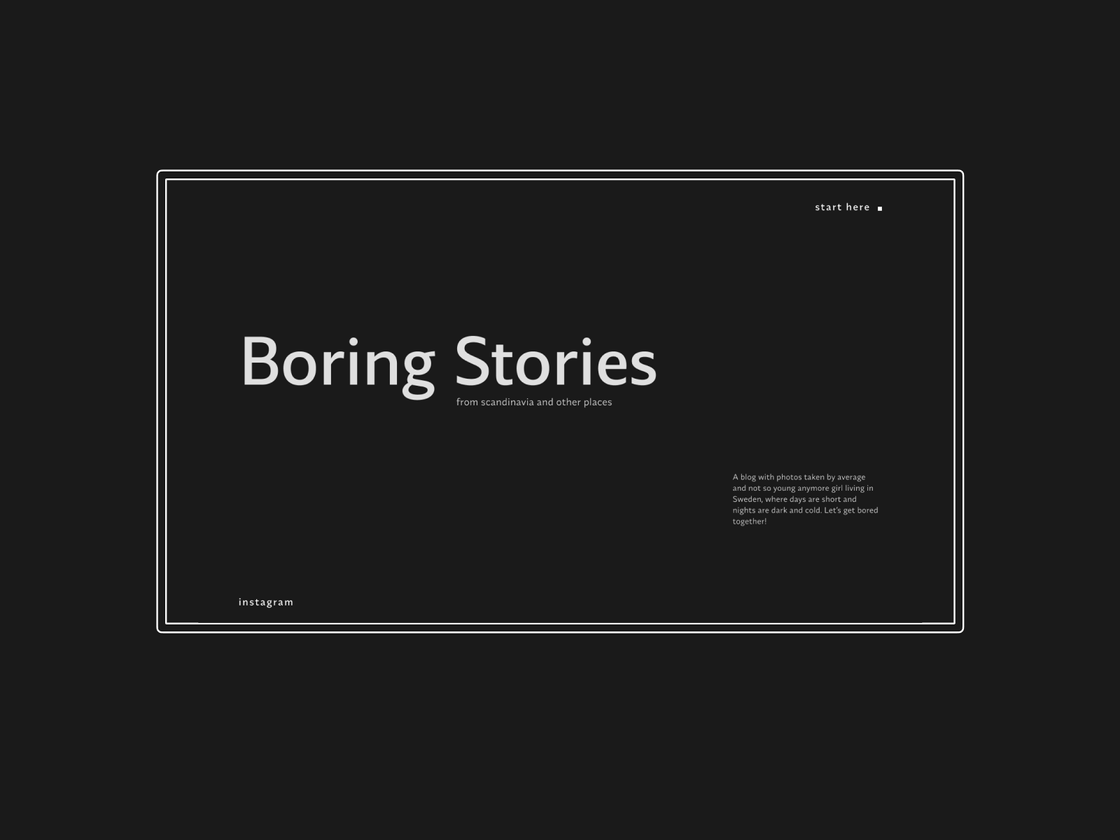 start here
Boring Stories
from scandinavia and other places
A blog with photos taken by average
and not so young anymore girl living in
Sweden, where days are short and
nights are dark and cold. Let's get bored
together!
instagram